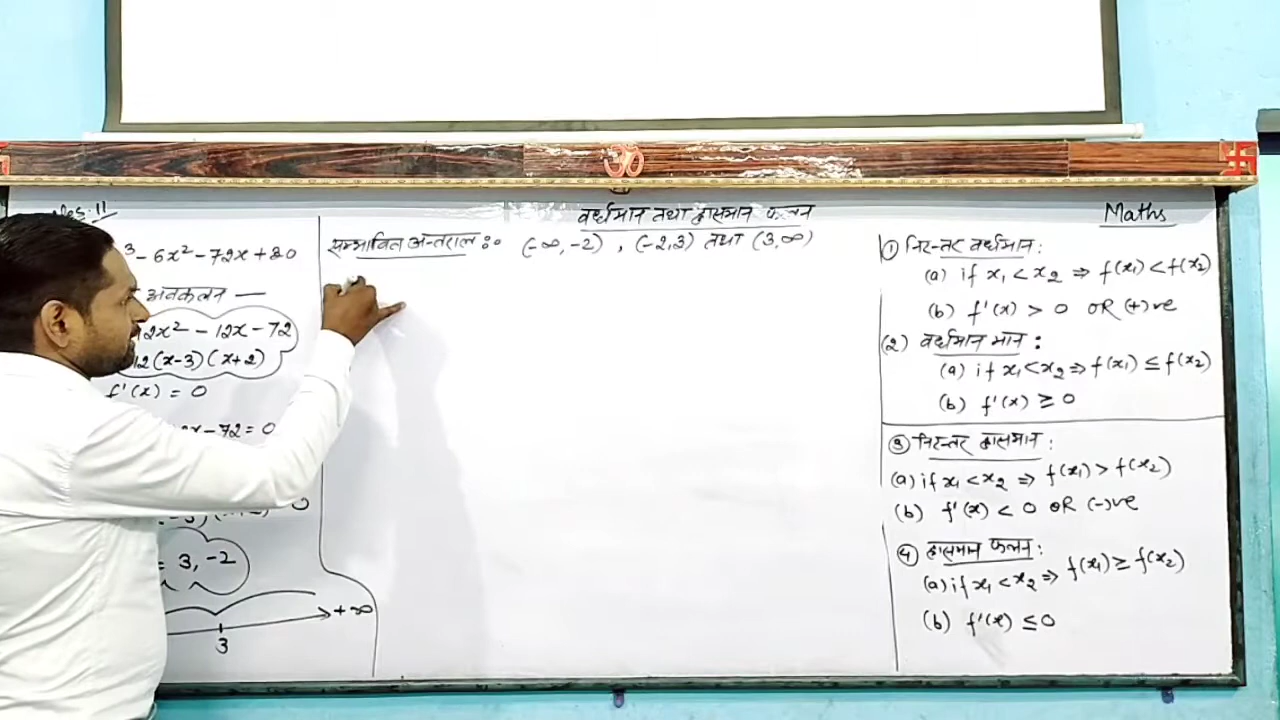 वर्धमान तथा ह्रासमान फलन
Maths
3 - 6x² - 72x + 30
अवकलन —
12x² - 12x - 72
12(x-3)(x+2)
f'(x) = 0
x - 72 = 0
= 3, -2
+∞
3
सम्भावित अन्तराल :- (-∞, -2) , (-2, 3) तथा (3, ∞)
① निरन्तर वर्धमान :
(a) if x₁ < x₂ ⇒ f(x₁) < f(x₂)
(b) f'(x) > 0 OR (+)ve
(2) वर्धमान मान :
(a) if x₁ < x₂ ⇒ f(x₁) ≤ f(x₂)
(b) f'(x) ≥ 0
③ निरन्तर ह्रासमान :
(a) if x₁ < x₂ ⇒ f(x₁) > f(x₂)
(b) f'(x) < 0 OR (-)ve
④ ह्रासमान फलन :
(a) if x₁ < x₂ ⇒ f(x₁) ≥ f(x₂)
(b) f'(x) ≤ 0